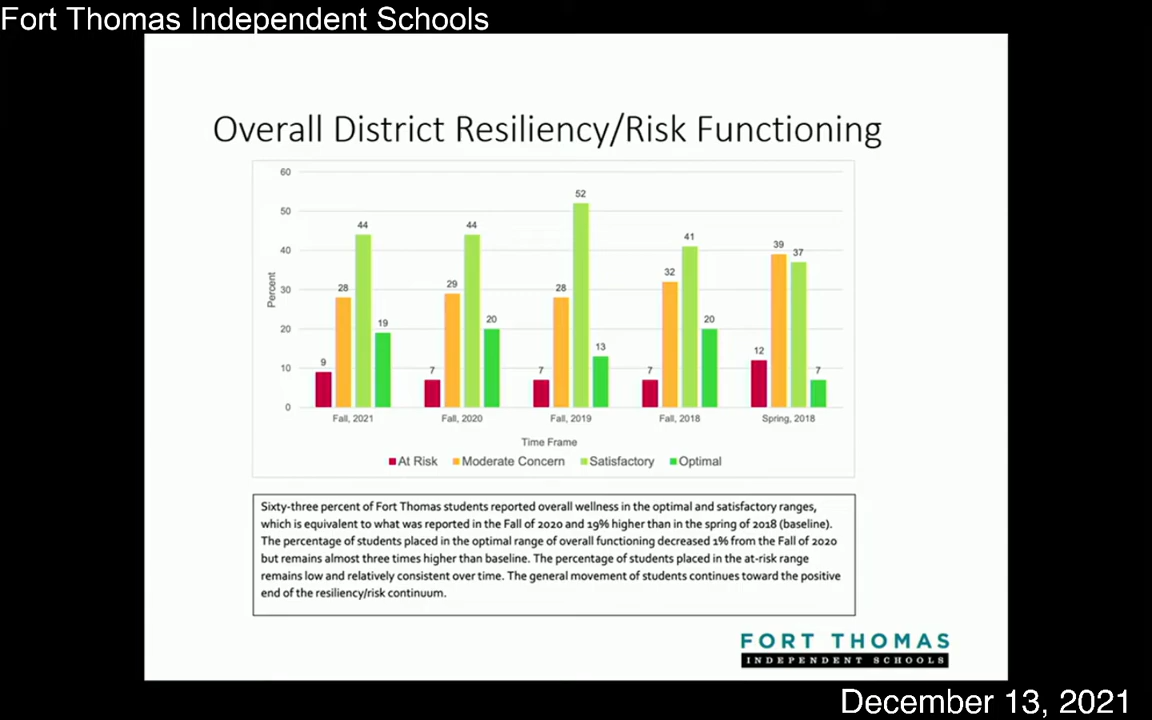 Fort Thomas Independent Schools
Overall District Resiliency/Risk Functioning
60
50
40
30
20
10
0
Percent
9
28
44
19
7
29
44
20
7
28
52
13
7
32
41
20
12
39
37
7
Fall, 2021
Fall, 2020
Fall, 2019
Fall, 2018
Spring, 2018
Time Frame
At Risk
Moderate Concern
Satisfactory
Optimal
Sixty-three percent of Fort Thomas students reported overall wellness in the optimal and satisfactory ranges,
which is equivalent to what was reported in the Fall of 2020 and 19% higher than in the spring of 2018 (baseline).
The percentage of students placed in the optimal range of overall functioning decreased 1% from the Fall of 2020
but remains almost three times higher than baseline. The percentage of students placed in the at-risk range
remains low and relatively consistent over time. The general movement of students continues toward the positive
end of the resiliency/risk continuum.
FORT THOMAS
INDEPENDENT SCHOOLS
December 13, 2021